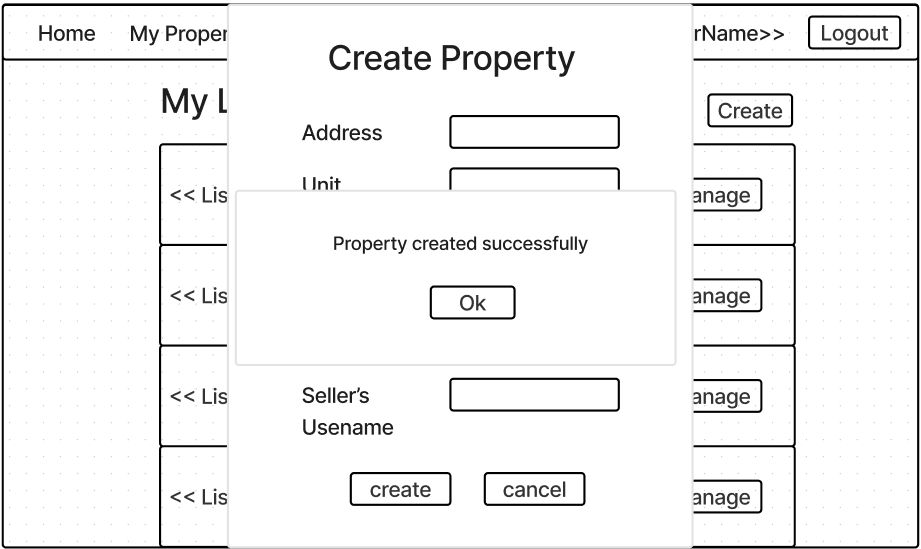 Home My Proper rName>> Logout
Create Property
My L Create
Address
Unit
<< Lis anage
Property created successfully
<< Lis Ok anage
Seller's
<< Lis anage
Usename
<< Lis create cancel anage